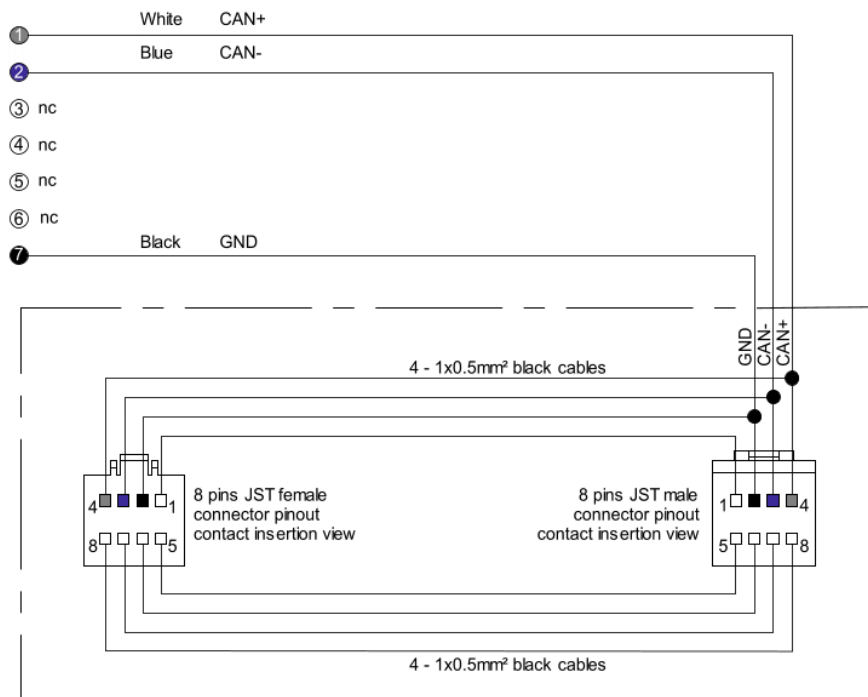 1 White CAN+
2 Blue CAN-
3 nc
4 nc
5 nc
6 nc
7 Black GND
GND
CAN-
CAN+
4 - 1x0.5mm² black cables
4 1
8 5
8 pins JST female
connector pinout
contact insertion view
8 pins JST male
connector pinout
contact insertion view
1 4
5 8
4 - 1x0.5mm² black cables